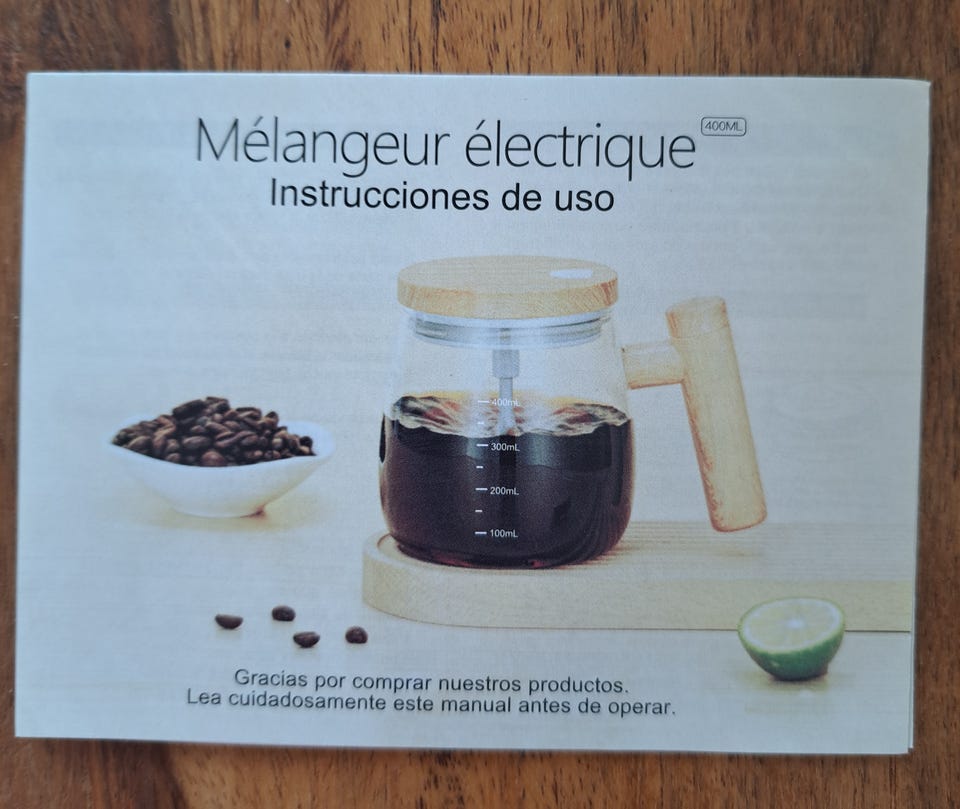 Mélangeur électrique 400ML
Instrucciones de uso
400mL
300mL
200mL
100mL
Gracias por comprar nuestros productos.
Lea cuidadosamente este manual antes de operar.